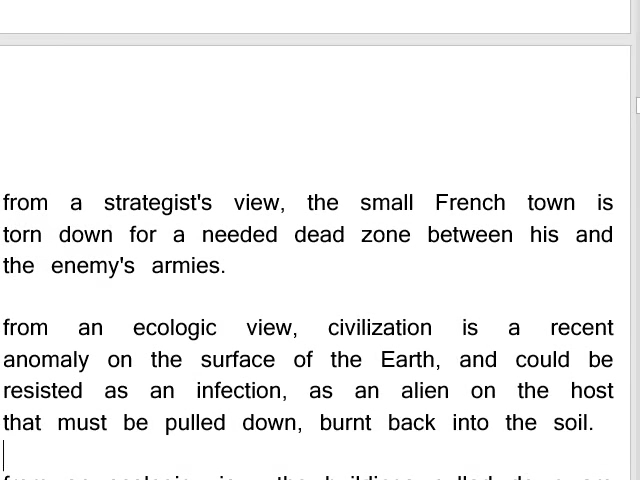 from a strategist's view, the small French town is
torn down for a needed dead zone between his and
the enemy's armies.
from an ecologic view, civilization is a recent
anomaly on the surface of the Earth, and could be
resisted as an infection, as an alien on the host
that must be pulled down, burnt back into the soil.